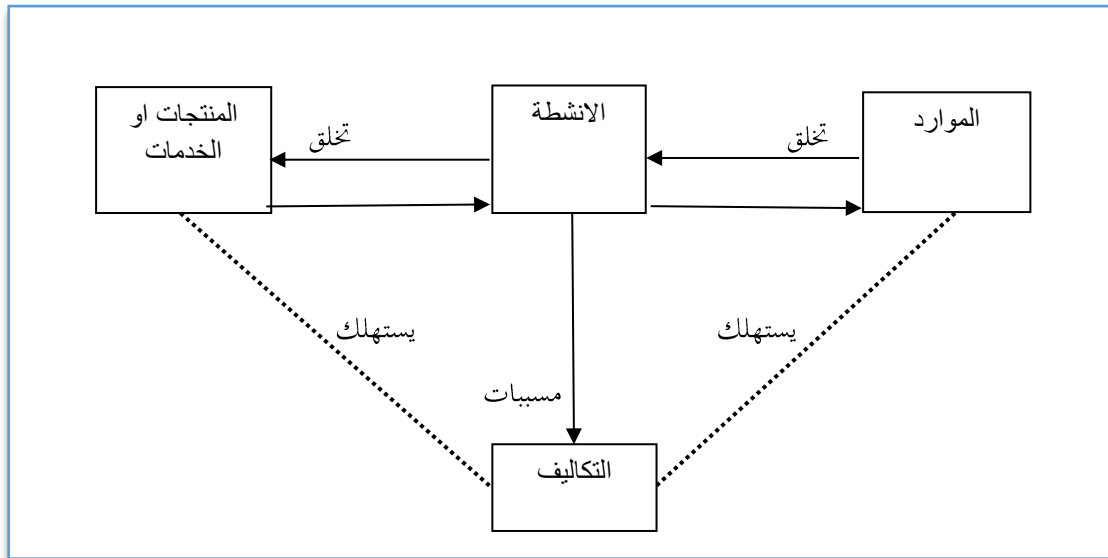 الموارد
تخلق
الانشطة
تخلق
المنتجات او
الخدمات
يستهلك
يستهلك
مسببات
التكاليف